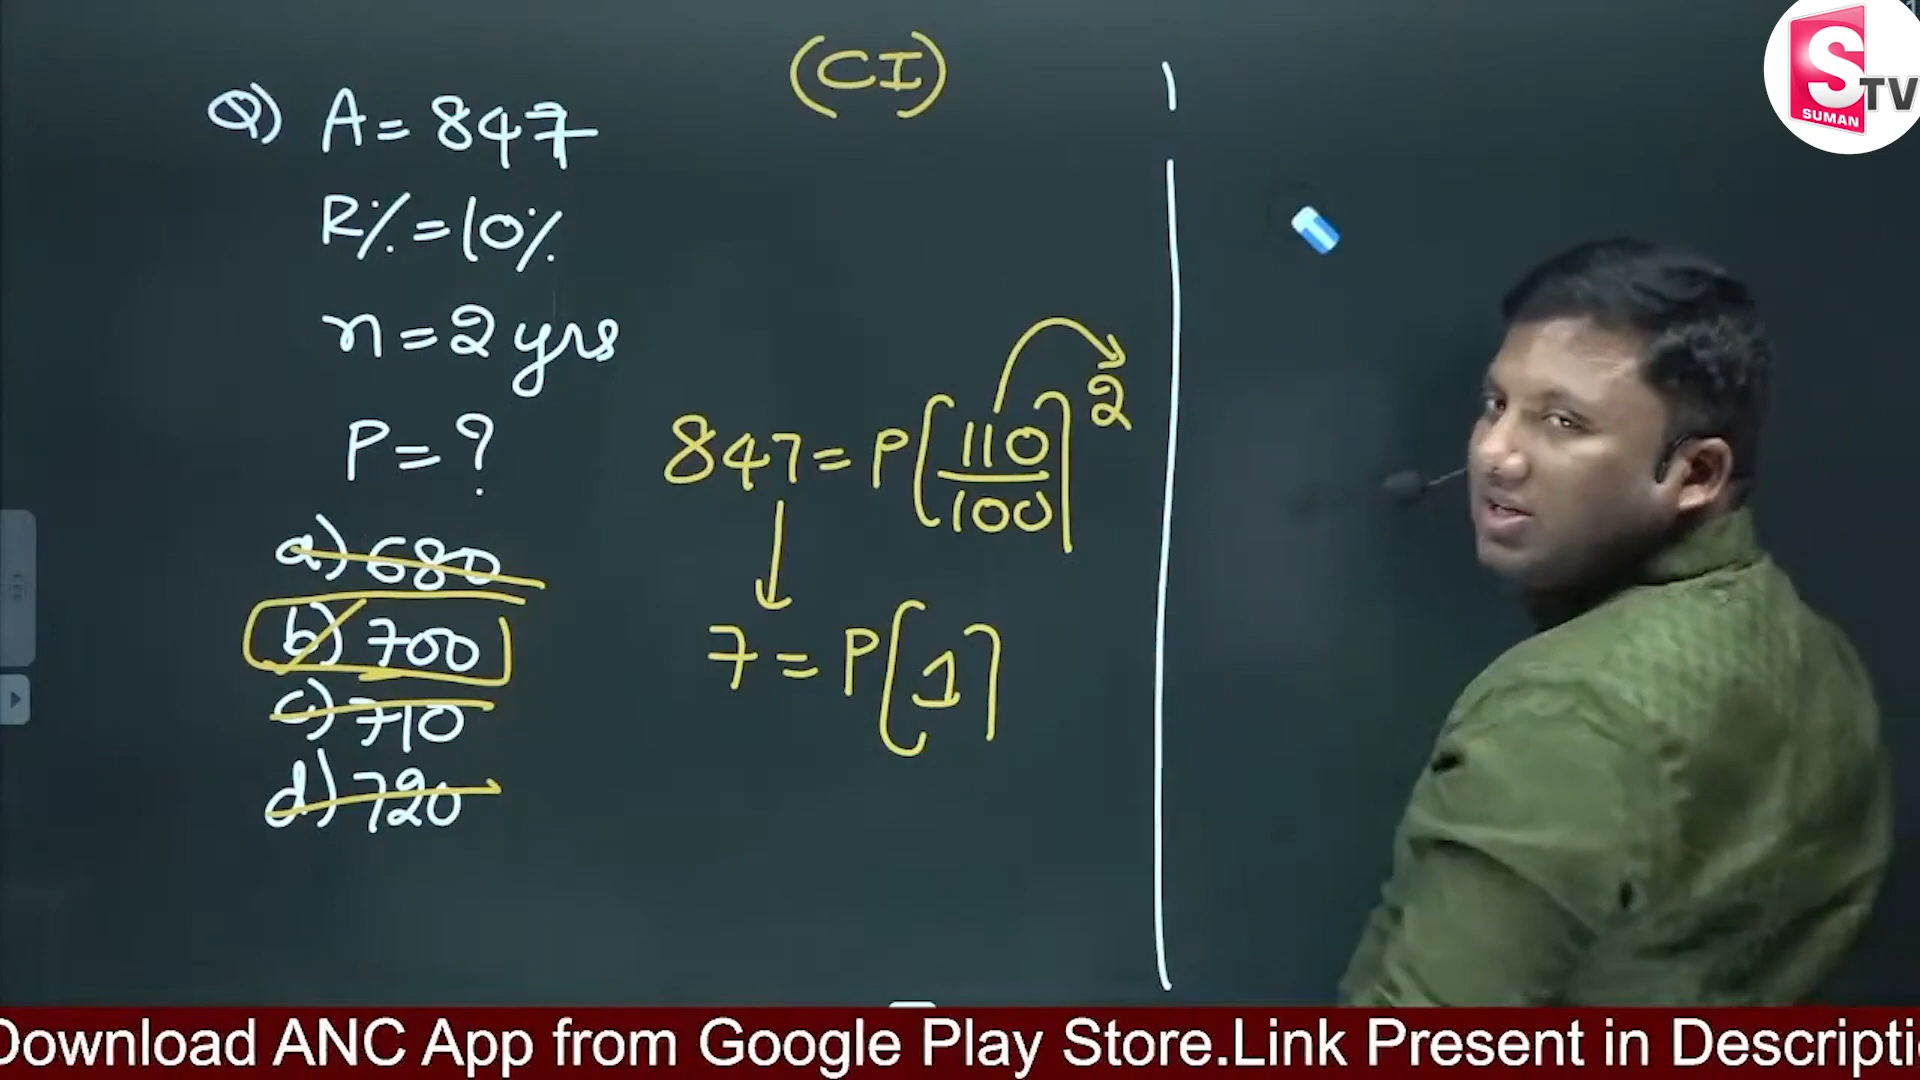 (CI)
Q) A = 847
R% = 10%
n = 2 yrs
P = ?
a) 680
b) 700
c) 710
d) 720
847 = P[110/100]²
7 = P[1]
S TV
SUMAN
Download ANC App from Google Play Store.Link Present in Descripti